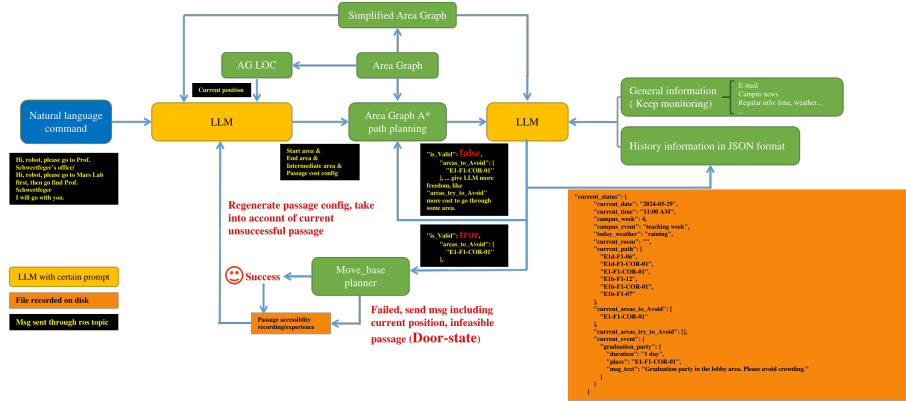 Simplified Area Graph
AG LOC
Area Graph
Current position
Natural language
command
LLM
Area Graph A*
path planning
LLM
General information
( Keep monitoring)
E-mail
Campus news
Regular info: time, weather...
...
History information in JSON format
Hi, robot, please go to Prof.
Schwertfeger's office/
Hi, robot, please go to Mars Lab
first, then go find Prof.
Schwertfeger
I will go with you.
Start area &
End area &
Intermediate area &
Passage cost config
"is_Valid": false,
"areas_to_Avoid": [
"E1-F1-COR-01"
], ... give LLM more
freedom, like
"areas_try_to_Avoid"
more cost to go through
some area.
Regenerate passage config, take
into account of current
unsuccessful passage
"is_Valid": true,
"areas_to_Avoid": [
"E1-F1-COR-01"
],
Success
Move_base
planner
Passage accessiblity
recording/experience
Failed, send msg including
current position, infeasible
passage (Door-state)
LLM with certain prompt
File recorded on disk
Msg sent through ros topic
"current_status": {
"current_date": "2024-05-29",
"current_time": "11:00 AM",
"campus_week": 4,
"campus_event": "teaching week",
"today_weather": "raining",
"current_room": "",
"current_path": [
"E1d-F1-06",
"E1d-F1-COR-01",
"E1-F1-COR-01",
"E1b-F1-12",
"E1b-F1-COR-01",
"E1b-F1-07"
],
"current_areas_to_Avoid": [
"E1-F1-COR-01"
],
"current_areas_try_to_Avoid": [],
"current_event": {
"graduation_party": {
"duration": "1 day",
"place": "E1-F1-COR-01",
"msg_text": "Graduation party in the lobby area. Please avoid crowding."
}
}
}